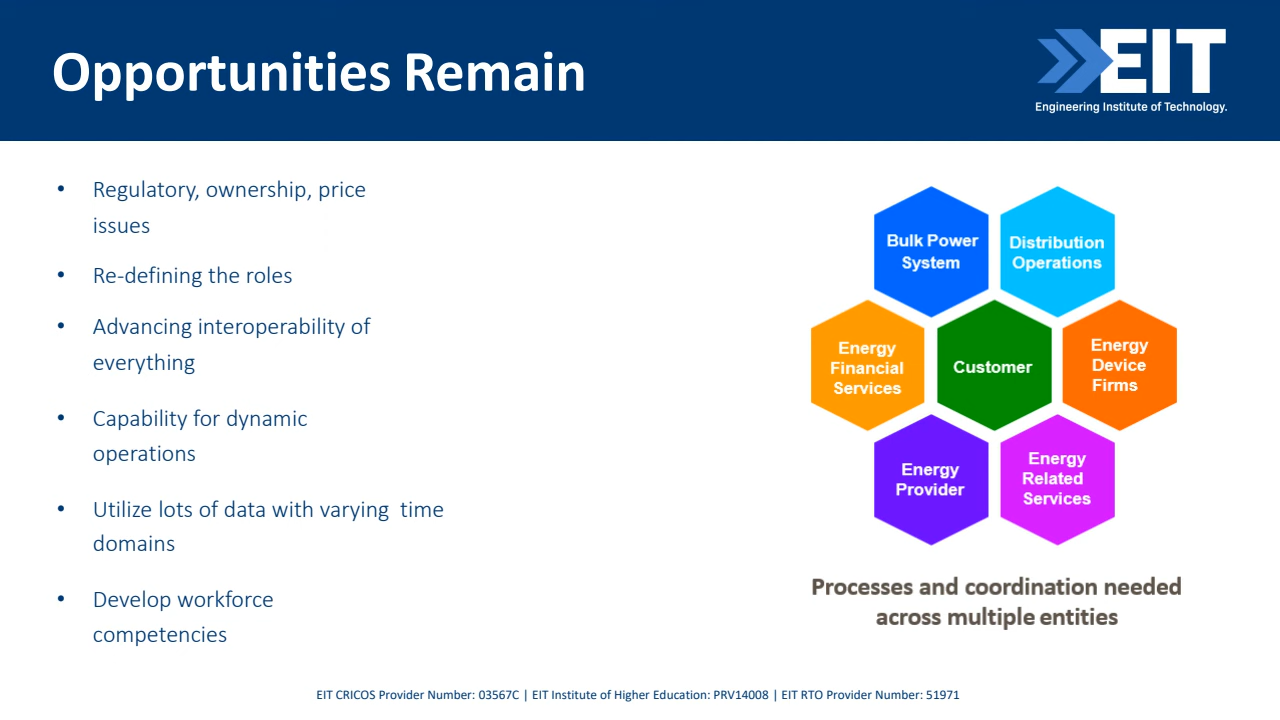 Opportunities Remain
EIT
Engineering Institute of Technology.
• Regulatory, ownership, price
issues
• Re-defining the roles
• Advancing interoperability of
everything
• Capability for dynamic
operations
• Utilize lots of data with varying  time
domains
• Develop workforce
competencies
Bulk Power
System
Distribution
Operations
Energy
Financial
Services
Customer
Energy
Device
Firms
Energy
Provider
Energy
Related
Services
Processes and coordination needed
across multiple entities
EIT CRICOS Provider Number: 03567C | EIT Institute of Higher Education: PRV14008 | EIT RTO Provider Number: 51971